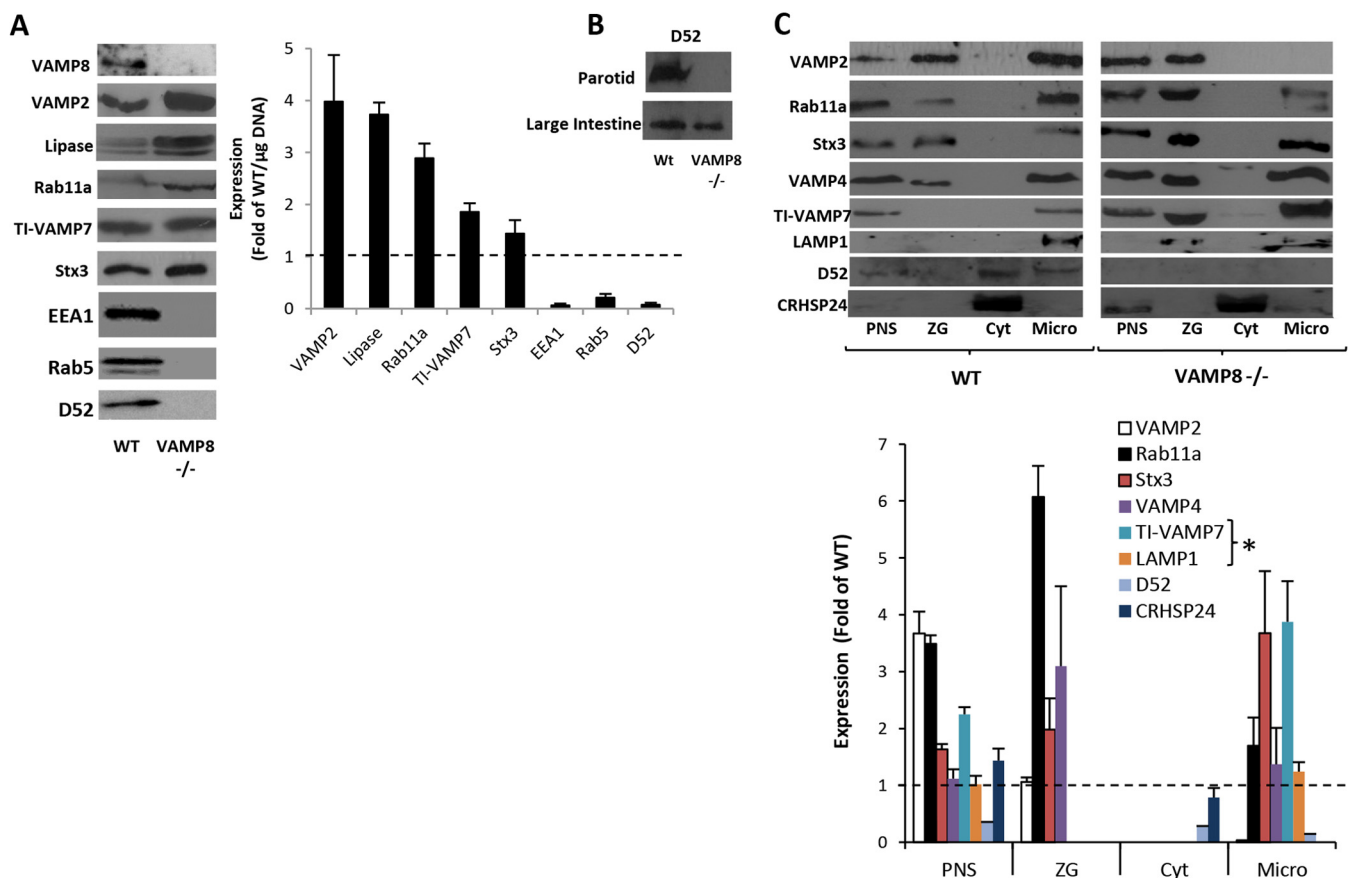 A
VAMP8
VAMP2
Lipase
Rab11a
TI-VAMP7
Stx3
EEA1
Rab5
D52
WT VAMP8
-/-
Expression
(Fold of WT/µg DNA)
5
4
3
2
1
0
VAMP2
Lipase
Rab11a
TI-VAMP7
Stx3
EEA1
Rab5
D52
B
D52
Parotid
Large Intestine
Wt VAMP8
-/-
C
VAMP2
Rab11a
Stx3
VAMP4
TI-VAMP7
LAMP1
D52
CRHSP24
PNS ZG Cyt Micro PNS ZG Cyt Micro
WT VAMP8 -/-
Expression (Fold of WT)
7
6
5
4
3
2
1
0
VAMP2
Rab11a
Stx3
VAMP4
TI-VAMP7
LAMP1
*
D52
CRHSP24
PNS ZG Cyt Micro